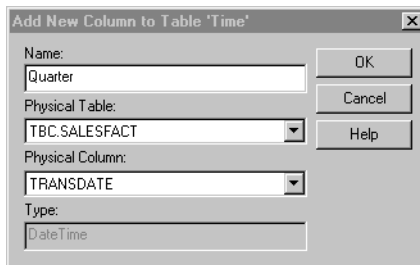 Add New Column to Table 'Time'
Name:
OK
Quarter
Cancel
Physical Table:
TBC.SALESFACT
Help
Physical Column:
TRANSDATE
Type:
DateTime